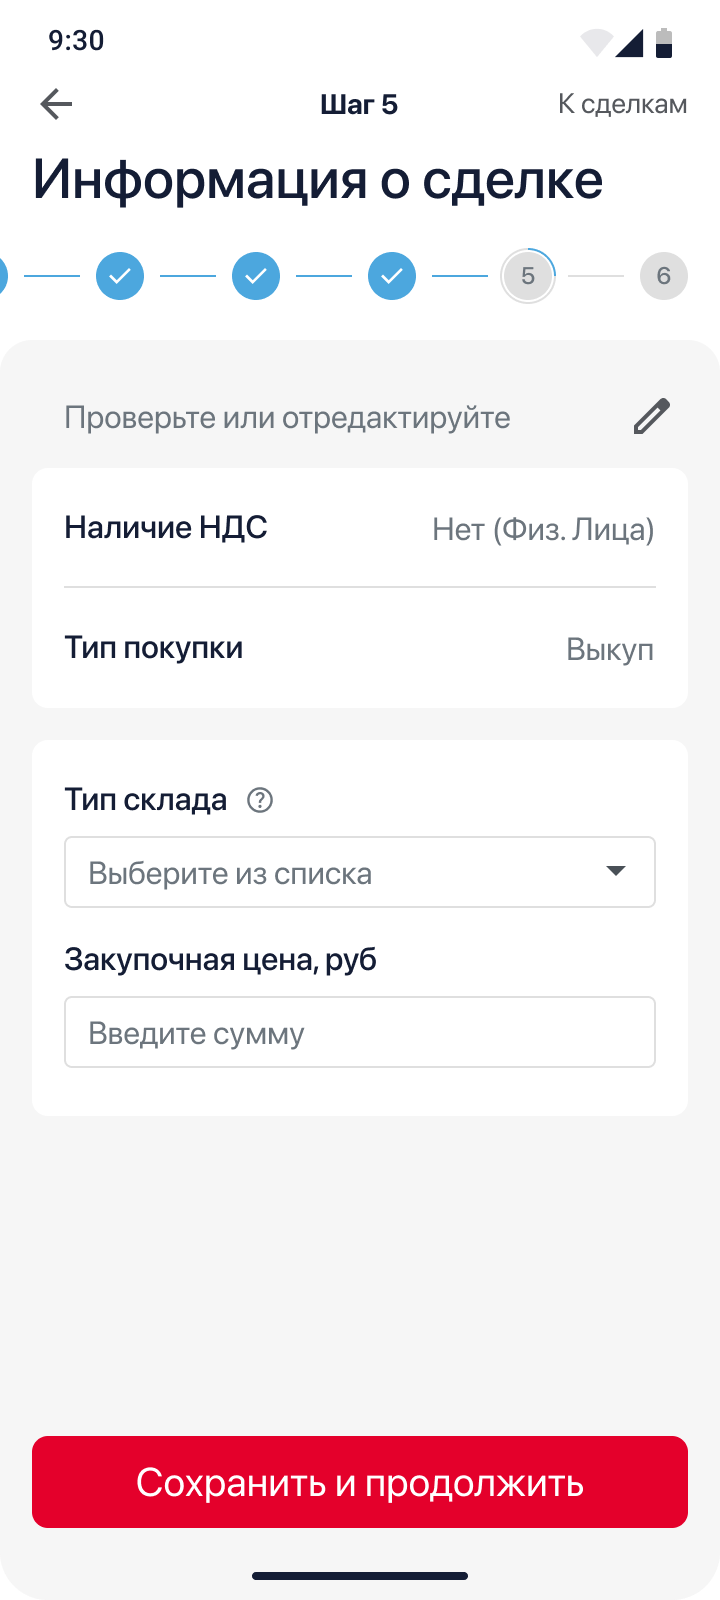 9:30
Шаг 5
К сделкам
Информация о сделке
5
6
Проверьте или отредактируйте
Наличие НДС
Нет (Физ. Лица)
Тип покупки
Выкуп
Тип склада ?
Выберите из списка
Закупочная цена, руб
Введите сумму
Сохранить и продолжить